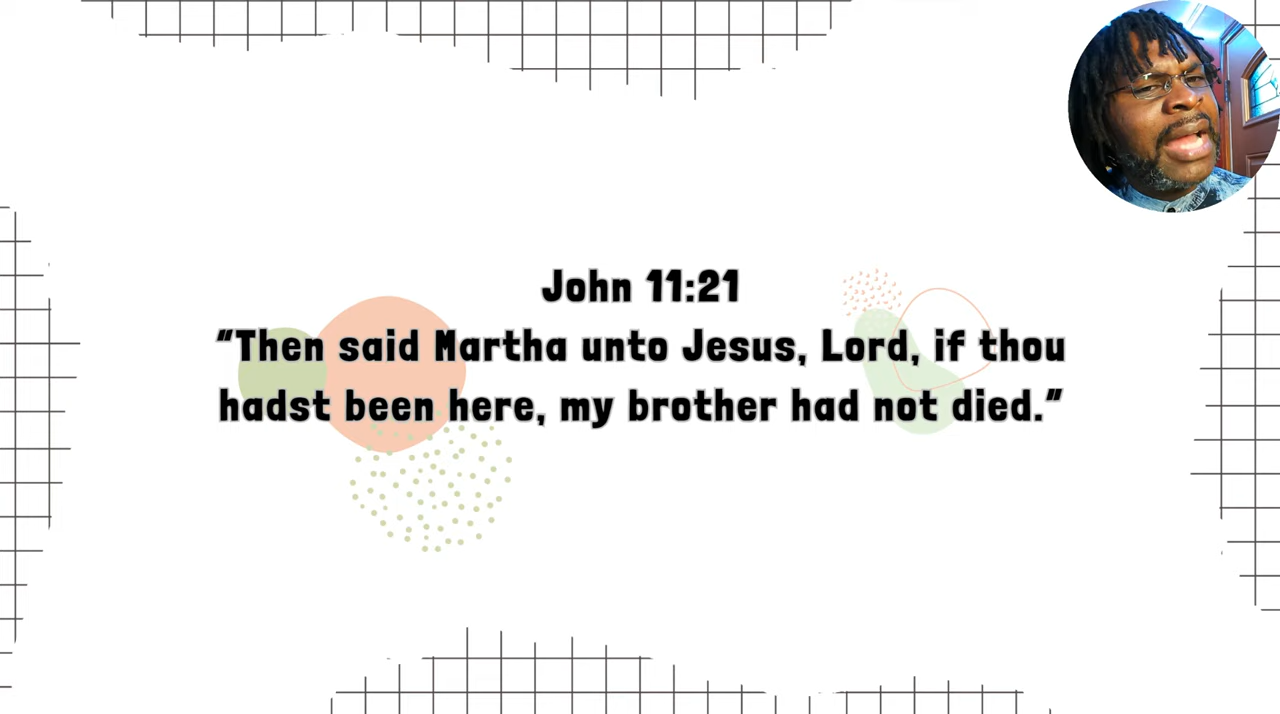 John 11:21
“Then said Martha unto Jesus, Lord, if thou
hadst been here, my brother had not died.”